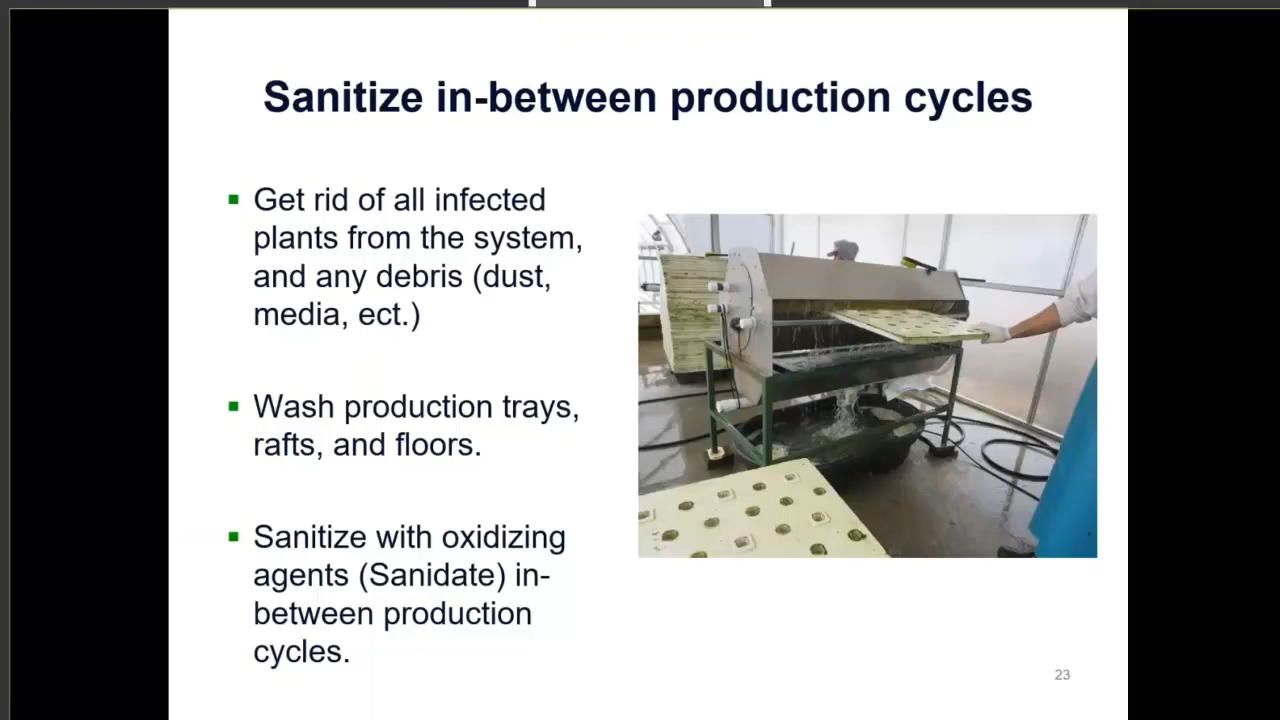 Sanitize in-between production cycles
Get rid of all infected
plants from the system,
and any debris (dust,
media, ect.)
Wash production trays,
rafts, and floors.
Sanitize with oxidizing
agents (Sanidate) in-
between production
cycles.
23